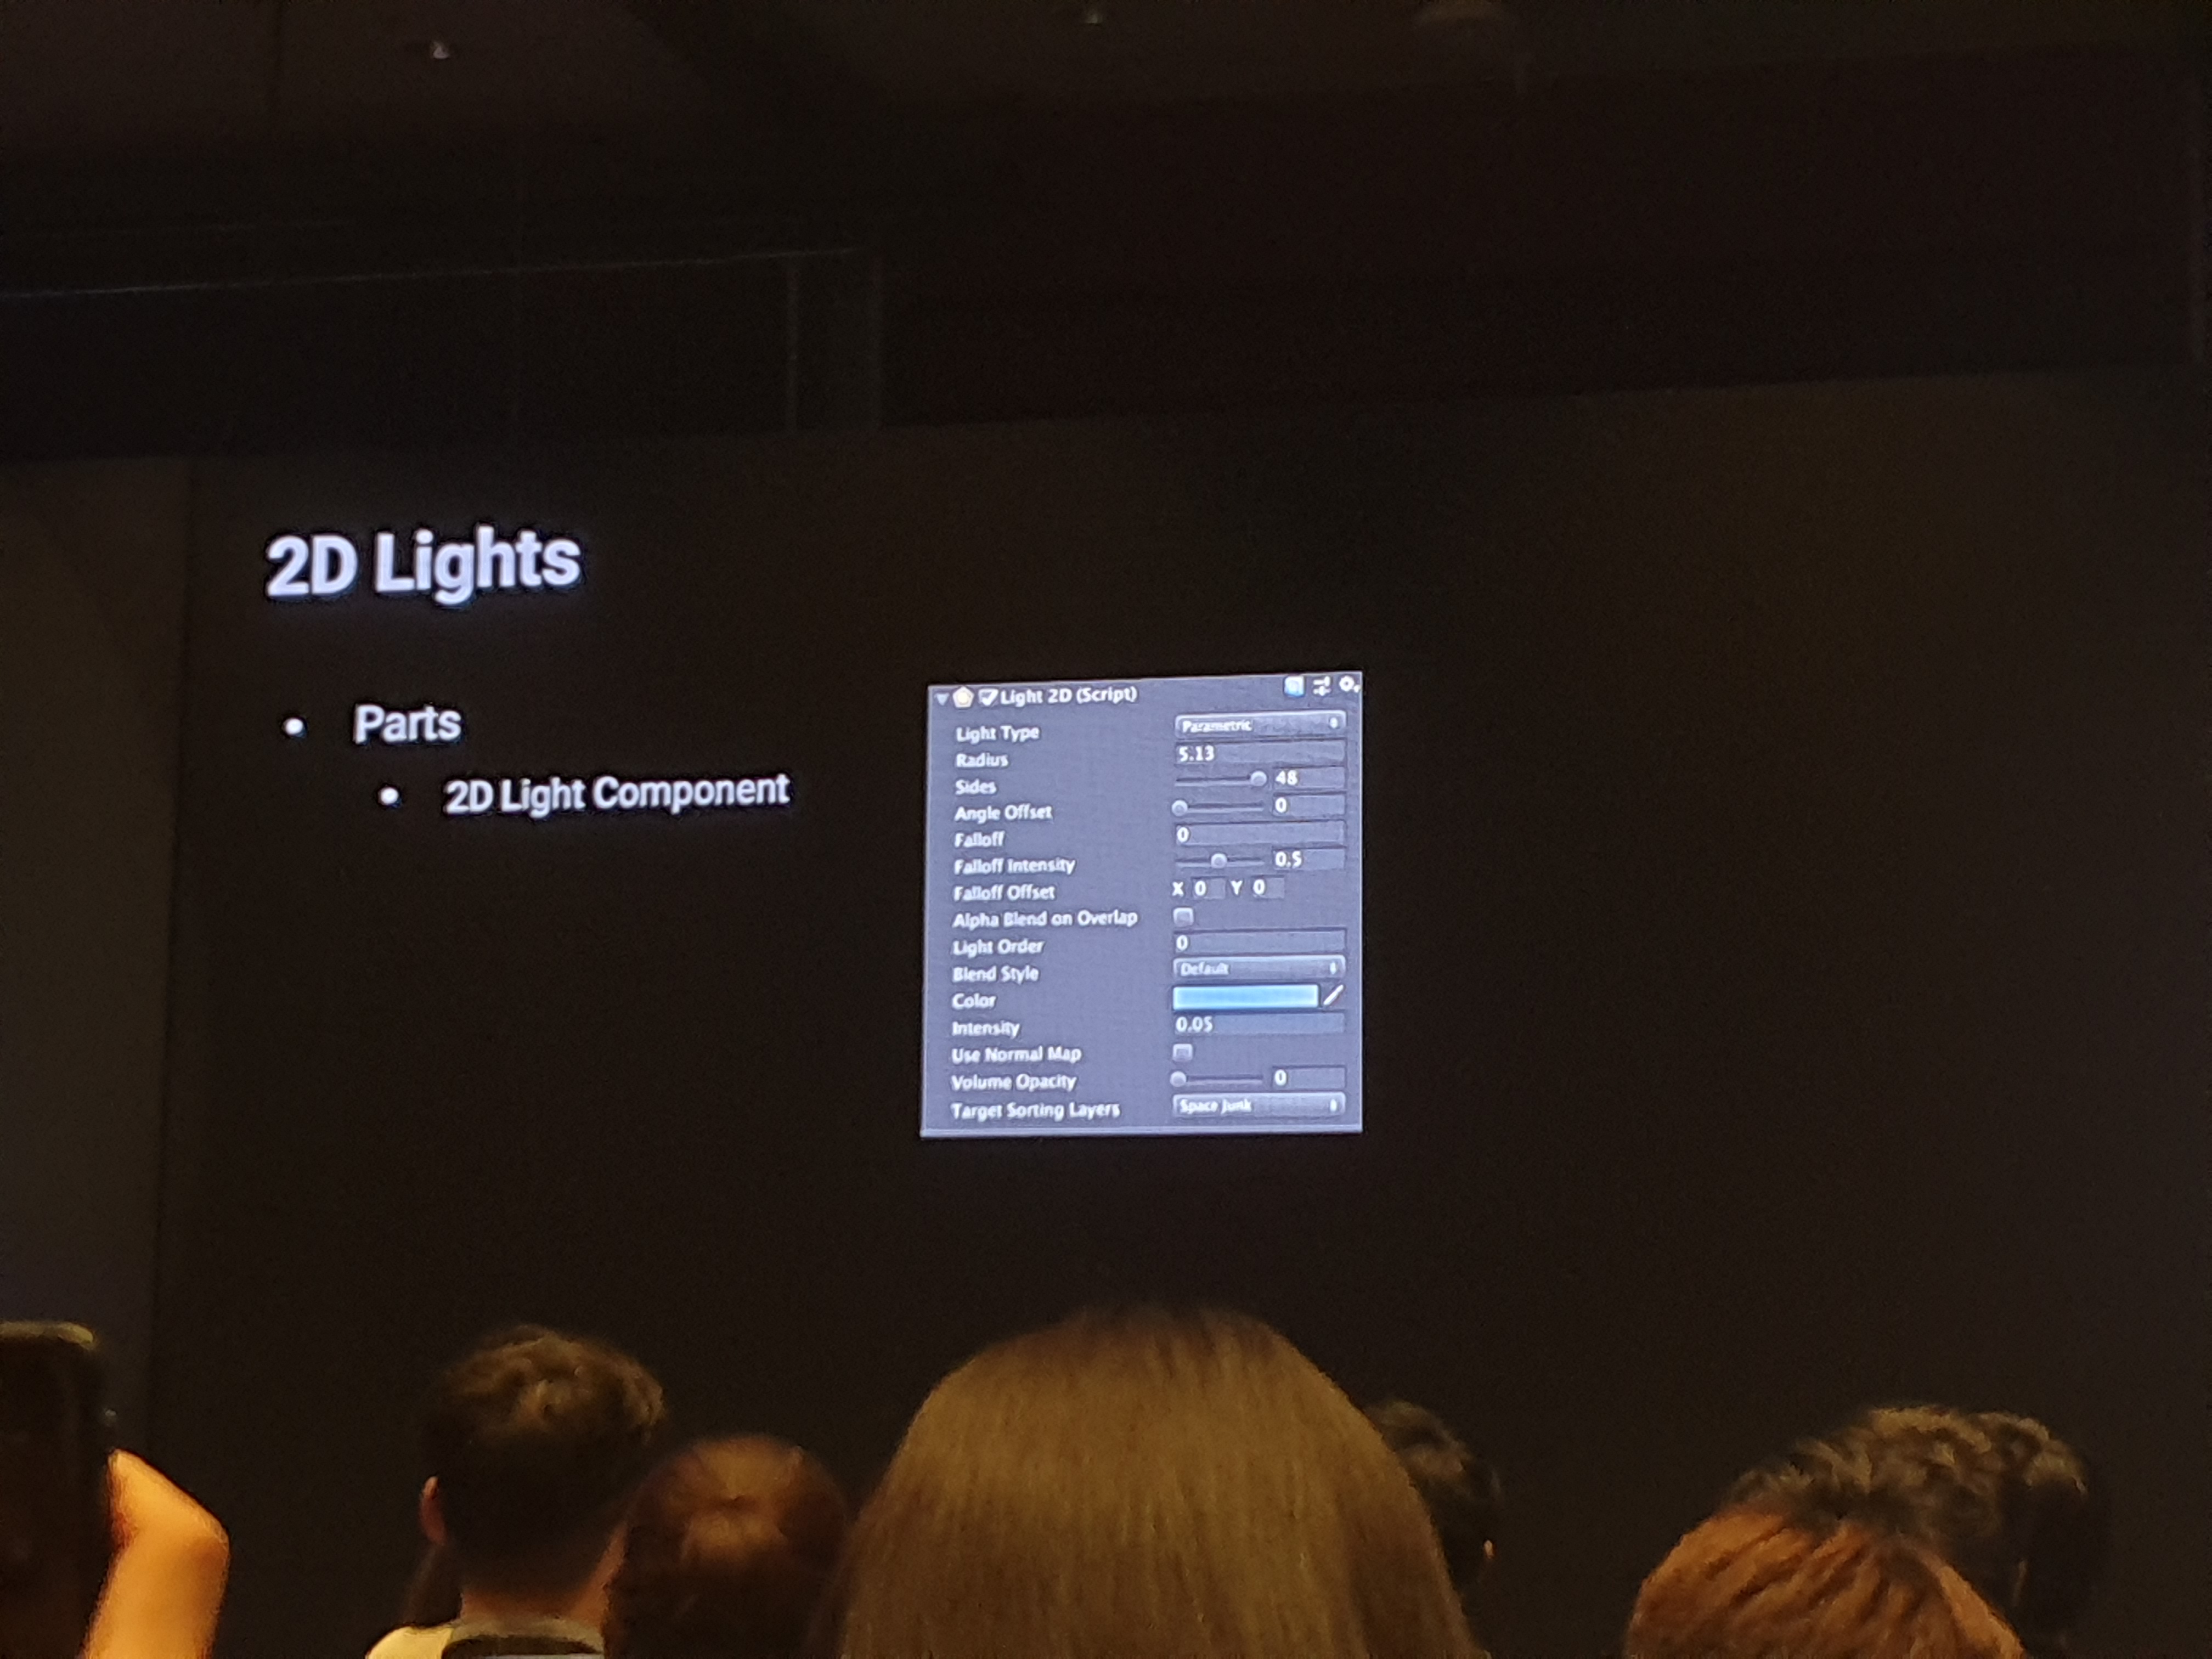 2D Lights
• Parts
• 2D Light Component
Light 2D (Script)
Light Type Parametric
Radius 5.13
Sides 48
Angle Offset 0
Falloff 0
Falloff Intensity 0.5
Falloff Offset X 0 Y 0
Alpha Blend on Overlap
Light Order 0
Blend Style Default
Color
Intensity 0.05
Use Normal Map
Volume Opacity 0
Target Sorting Layers Space Junk